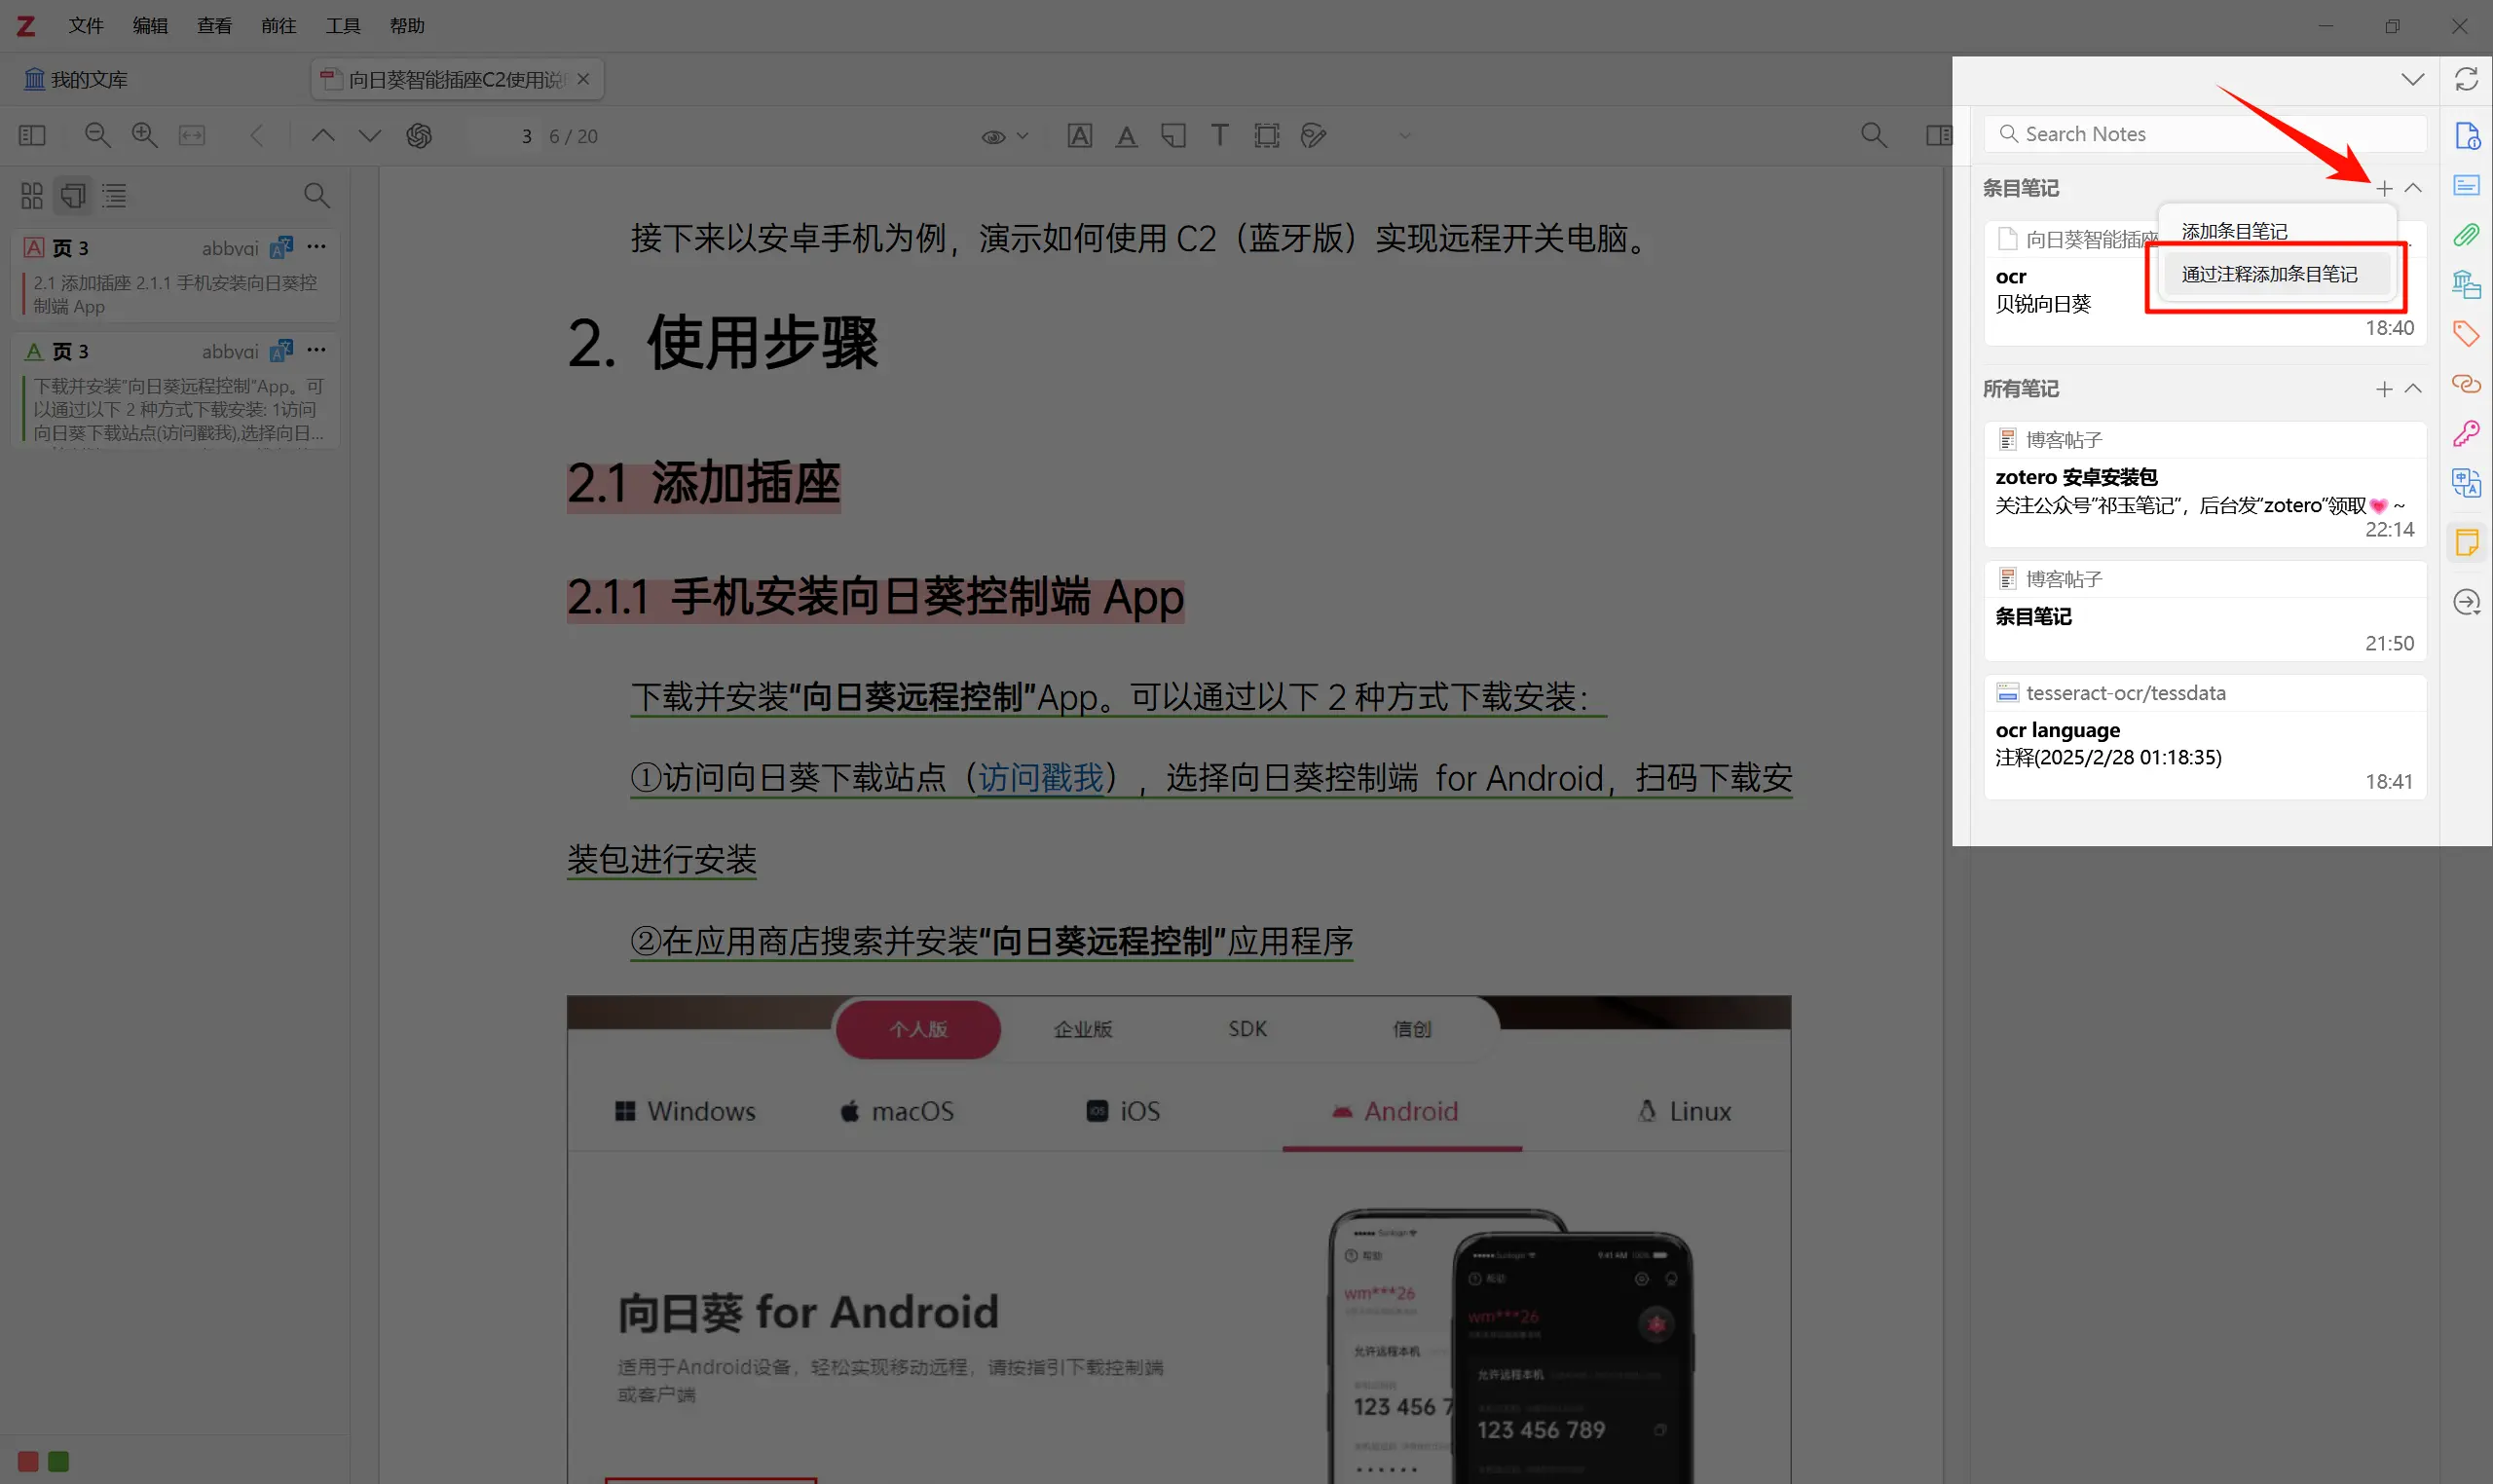 Z 文件 编辑 查看 前往 工具 帮助
我的文库
向日葵智能插座C2使用说
3 6 / 20
页 3 abbyqi
2.1 添加插座 2.1.1 手机安装向日葵控
制端 App
页 3 abbyqi
下载并安装"向日葵远程控制"App。可
以通过以下 2 种方式下载安装: 1访问
向日葵下载站点(访问戳我),选择向日...
接下来以安卓手机为例，演示如何使用 C2（蓝牙版）实现远程开关电脑。
2. 使用步骤
2.1 添加插座
2.1.1 手机安装向日葵控制端 App
下载并安装“向日葵远程控制”App。可以通过以下 2 种方式下载安装：
①访问向日葵下载站点（访问戳我），选择向日葵控制端 for Android，扫码下载安
装包进行安装
②在应用商店搜索并安装“向日葵远程控制”应用程序
个人版 企业版 SDK 信创
Windows macOS iOS Android Linux
向日葵 for Android
适用于Android设备，轻松实现移动远程，请按指引下载控制端
或客户端
帮助
wm***26
允许远程本机
123 456 7
9:41 AM 100%
帮助
wm***26
允许远程本机
123 456 789
Search Notes
条目笔记
添加条目笔记
通过注释添加条目笔记
向日葵智能插座
ocr
贝锐向日葵
18:40
所有笔记
博客帖子
zotero 安卓安装包
关注公众号“祁玉笔记“，后台发“zotero“领取💗 ~
22:14
博客帖子
条目笔记
21:50
tesseract-ocr/tessdata
ocr language
注释(2025/2/28 01:18:35)
18:41